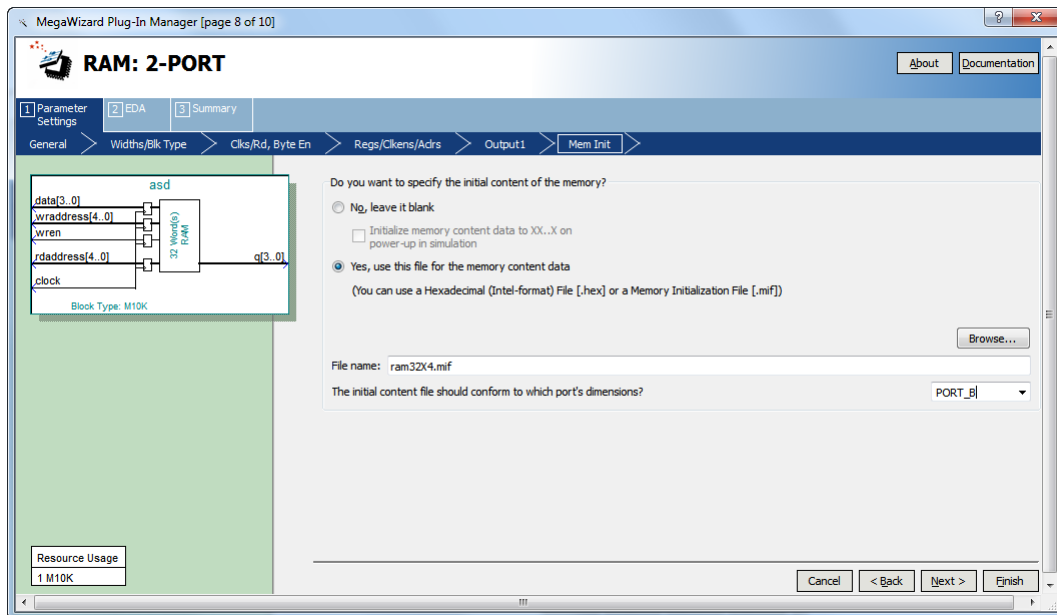 MegaWizard Plug-In Manager [page 8 of 10]
RAM: 2-PORT
About
Documentation
1 Parameter Settings
2 EDA
3 Summary
General
Widths/Blk Type
Clks/Rd, Byte En
Regs/Clkens/Adrs
Output1
Mem Init
asd
data[3..0]
wraddress[4..0]
wren
rdaddress[4..0]
clock
32 Word(s)
RAM
q[3..0]
Block Type: M10K
Do you want to specify the initial content of the memory?
No, leave it blank
Initialize memory content data to XX..X on
power-up in simulation
Yes, use this file for the memory content data
(You can use a Hexadecimal (Intel-format) File [.hex] or a Memory Initialization File [.mif])
Browse...
File name: ram32X4.mif
The initial content file should conform to which port's dimensions?
PORT_B
Resource Usage
1 M10K
Cancel
< Back
Next >
Finish